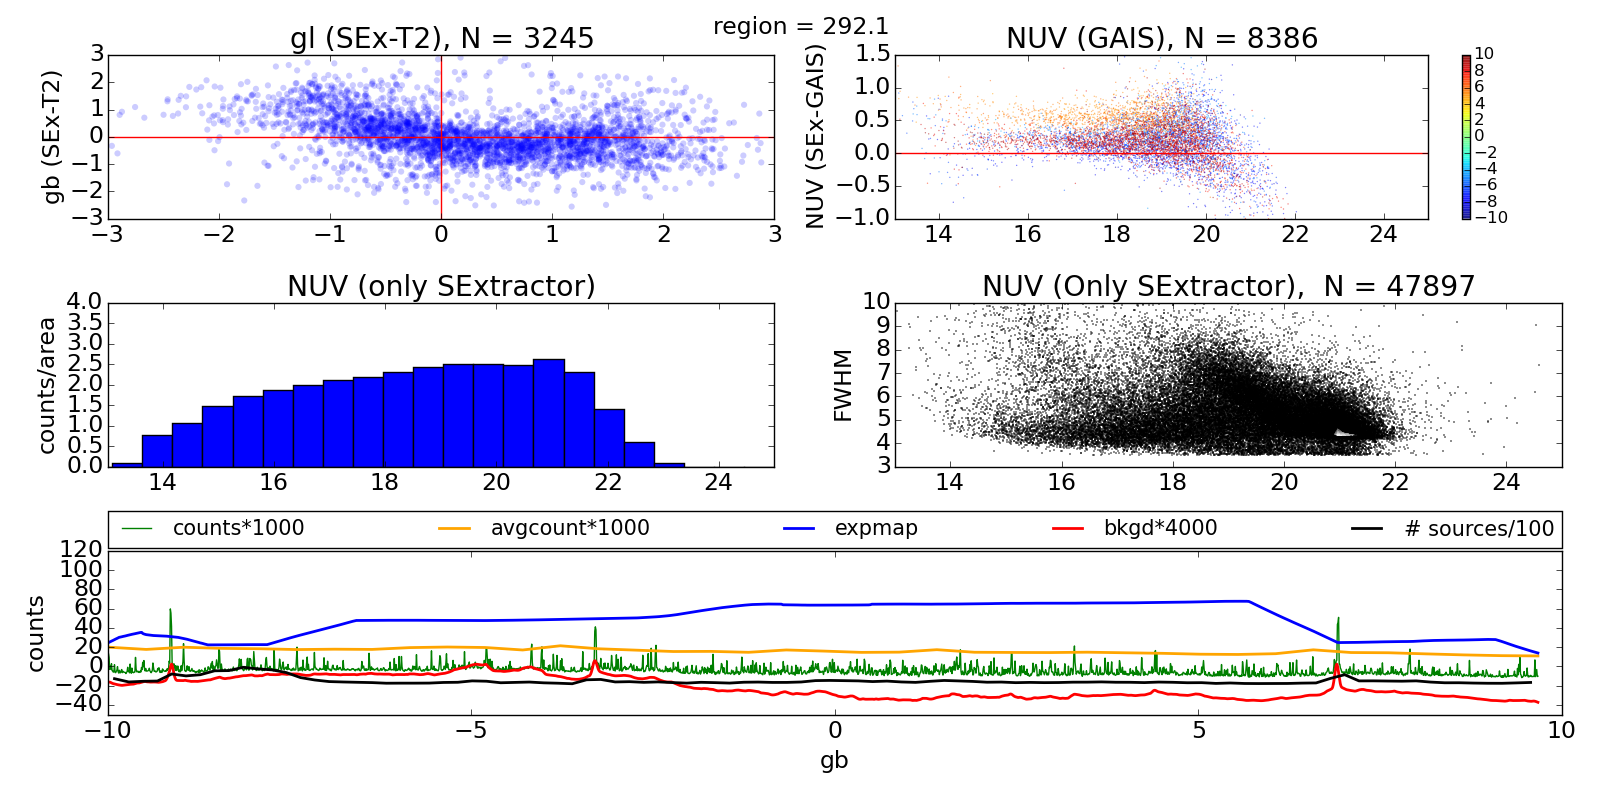 region = 292.1
gl (SEx-T2), N = 3245
gb (SEx-T2)
3
2
1
0
−1
−2
−3
−3 −2 −1 0 1 2 3
NUV (GAIS), N = 8386
NUV (SEx-GAIS)
1.5
1.0
0.5
0.0
−0.5
−1.0
14 16 18 20 22 24
10
8
6
4
2
0
−2
−4
−6
−8
−10
NUV (only SExtractor)
counts/area
4.0
3.5
3.0
2.5
2.0
1.5
1.0
0.5
0.0
14 16 18 20 22 24
NUV (Only SExtractor),  N = 47897
FWHM
10
9
8
7
6
5
4
3
14 16 18 20 22 24
counts*1000 avgcount*1000 expmap bkgd*4000 # sources/100
counts
120
100
80
60
40
20
0
−20
−40
−10 −5 0 5 10
gb